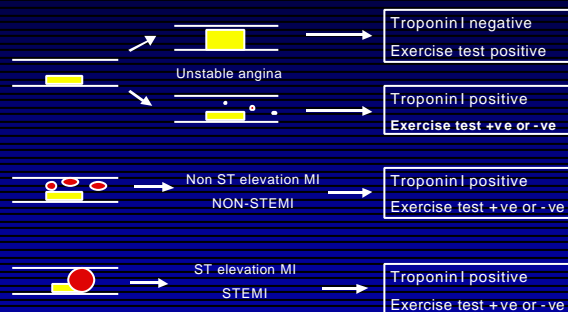 Troponin I negative
Exercise test positive
Unstable angina
Troponin I positive
Exercise test +ve or -ve
Non ST elevation MI
NON-STEMI
Troponin I positive
Exercise test +ve or -ve
ST elevation MI
STEMI
Troponin I positive
Exercise test +ve or -ve